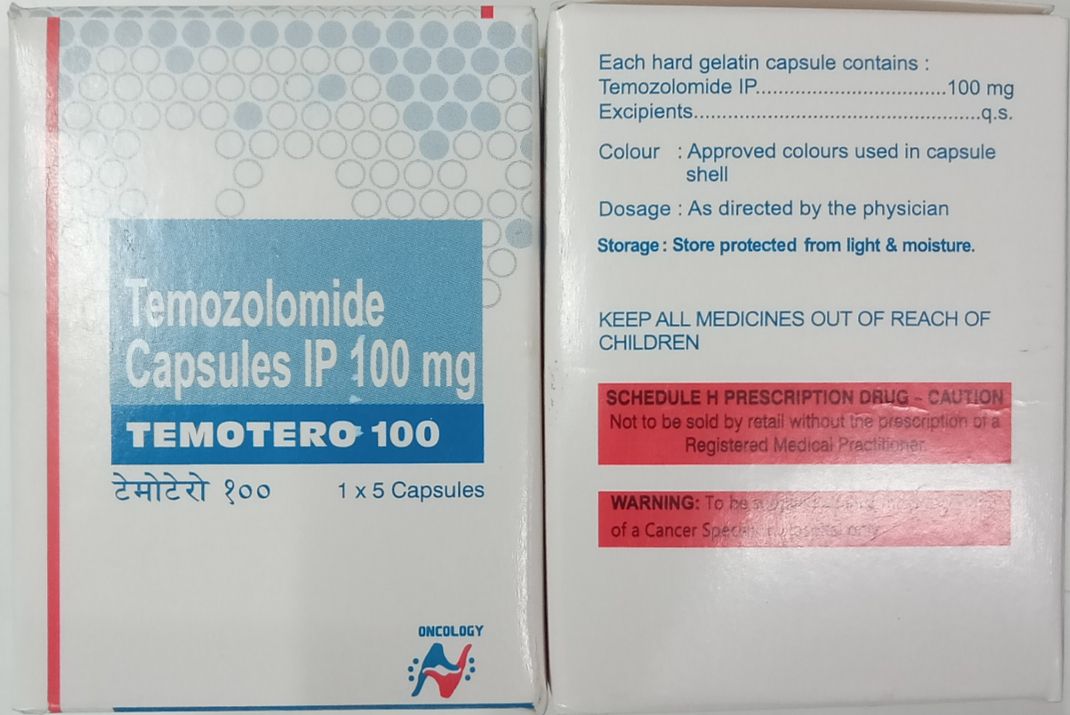 Temozolomide
Capsules IP 100 mg
TEMOTERO 100
टेमोटेरो १००
1 x 5 Capsules
ONCOLOGY
Each hard gelatin capsule contains :
Temozolomide IP..................................100 mg
Excipients...................................................q.s.
Colour : Approved colours used in capsule
shell
Dosage : As directed by the physician
Storage : Store protected from light & moisture.
KEEP ALL MEDICINES OUT OF REACH OF
CHILDREN
SCHEDULE H PRESCRIPTION DRUG - CAUTION
Not to be sold by retail without the prescription of a
Registered Medical Practitioner.
WARNING: To be
of a Cancer